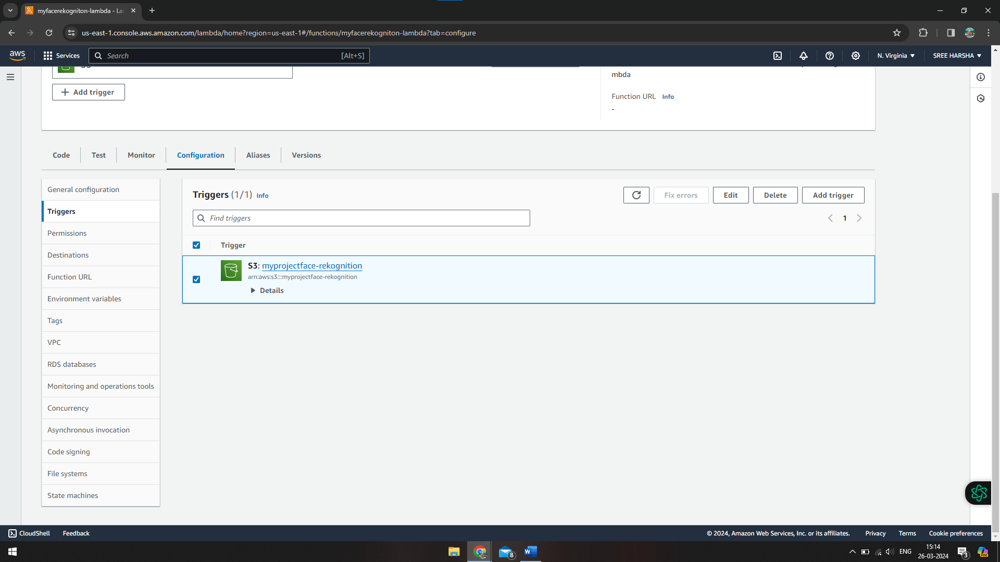 myfacerekogniton-lambda - La
us-east-1.console.aws.amazon.com/lambda/home?region=us-east-1#/functions/myfacerekogniton-lambda?tab=configure
aws
Services
Search
[Alt+S]
N. Virginia
SREE HARSHA
mbda
Add trigger
Function URL Info
-
Code
Test
Monitor
Configuration
Aliases
Versions
General configuration
Triggers
Permissions
Destinations
Function URL
Environment variables
Tags
VPC
RDS databases
Monitoring and operations tools
Concurrency
Asynchronous invocation
Code signing
File systems
State machines
Triggers (1/1) Info
Fix errors
Edit
Delete
Add trigger
Find triggers
1
Trigger
S3: myprojectface-rekognition
arn:aws:s3:::myprojectface-rekognition
Details
CloudShell
Feedback
© 2024, Amazon Web Services, Inc. or its affiliates.
Privacy
Terms
Cookie preferences
8
ENG
15:14
26-03-2024
3